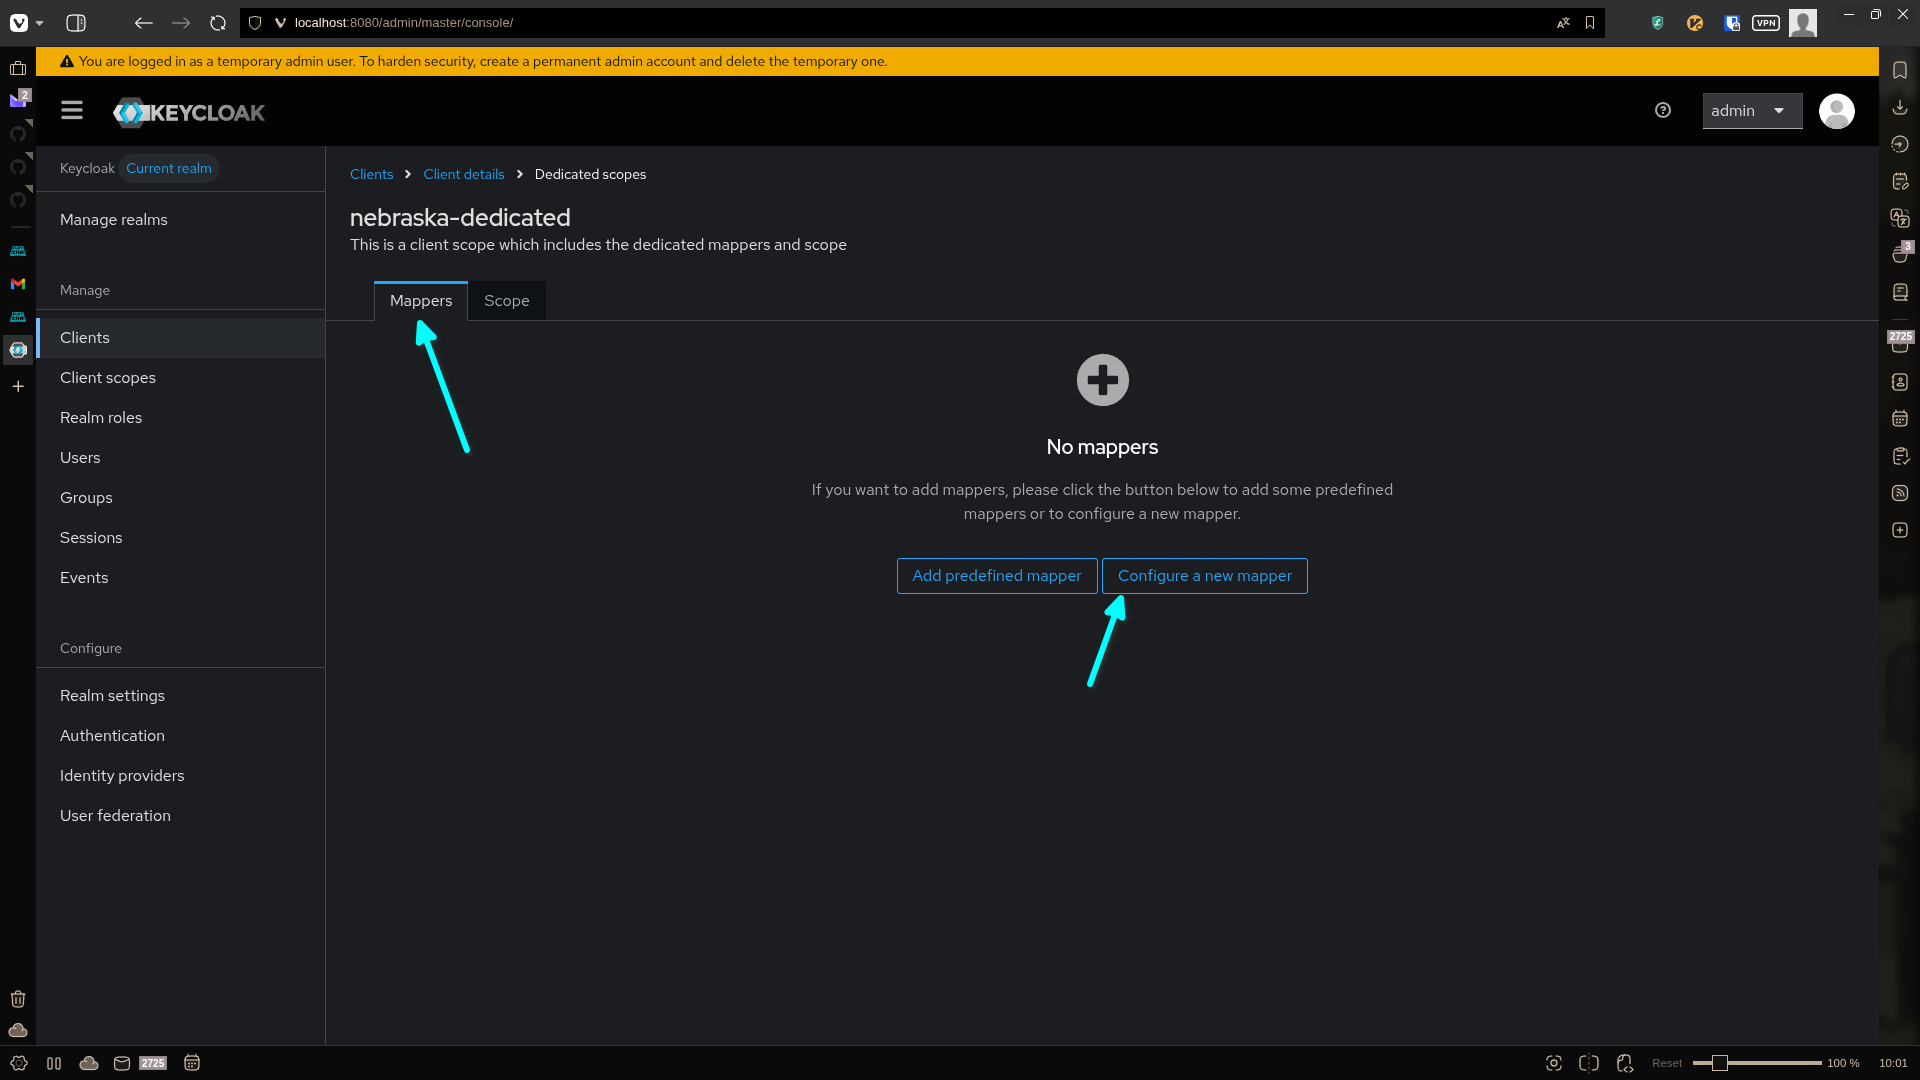 localhost:8080/admin/master/console/
VPN
You are logged in as a temporary admin user. To harden security, create a permanent admin account and delete the temporary one.
2
KEYCLOAK
admin
Keycloak Current realm
Manage realms
Manage
Clients
Client scopes
Realm roles
Users
Groups
Sessions
Events
Configure
Realm settings
Authentication
Identity providers
User federation
Clients > Client details > Dedicated scopes
nebraska-dedicated
This is a client scope which includes the dedicated mappers and scope
Mappers Scope
No mappers
If you want to add mappers, please click the button below to add some predefined
mappers or to configure a new mapper.
Add predefined mapper Configure a new mapper
3
2725
2725
Reset 100 % 10:01